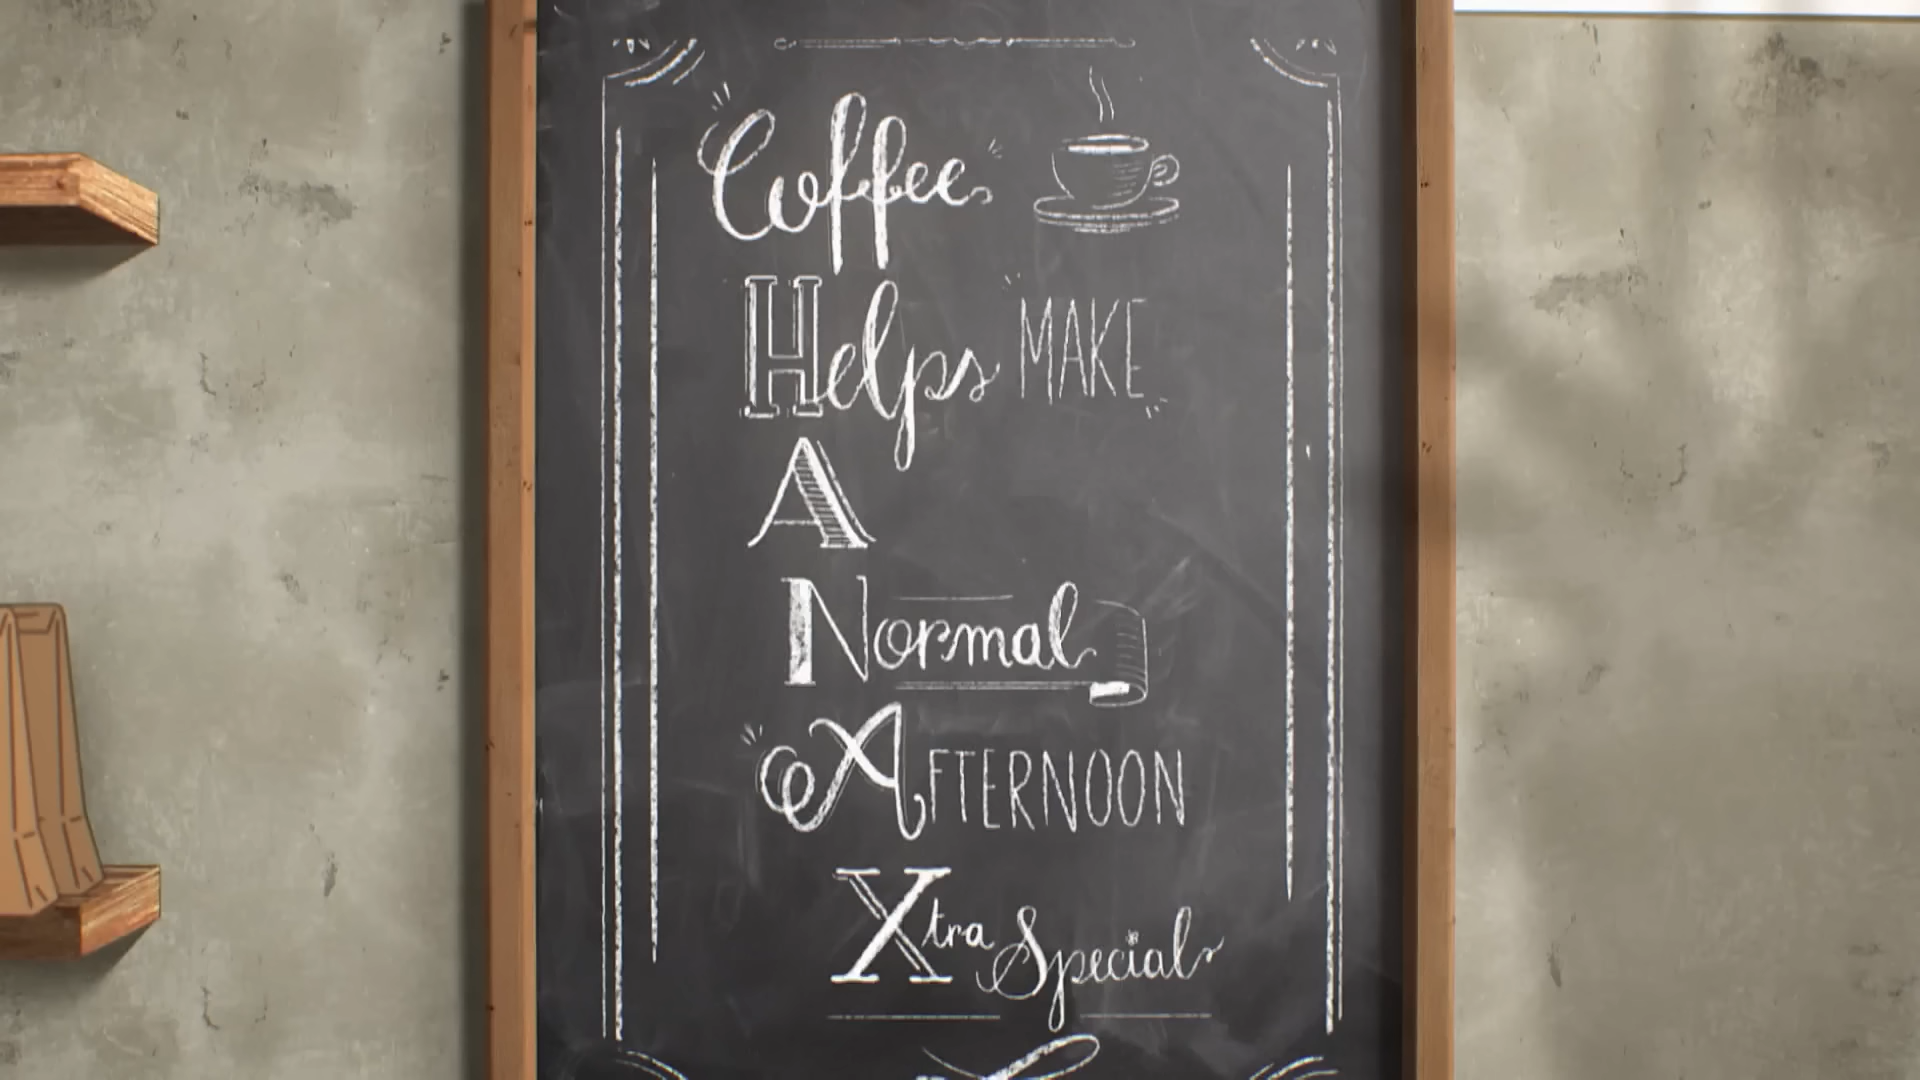 Coffee
Helps MAKE
A
Normal
AFTERNOON
Xtra Special